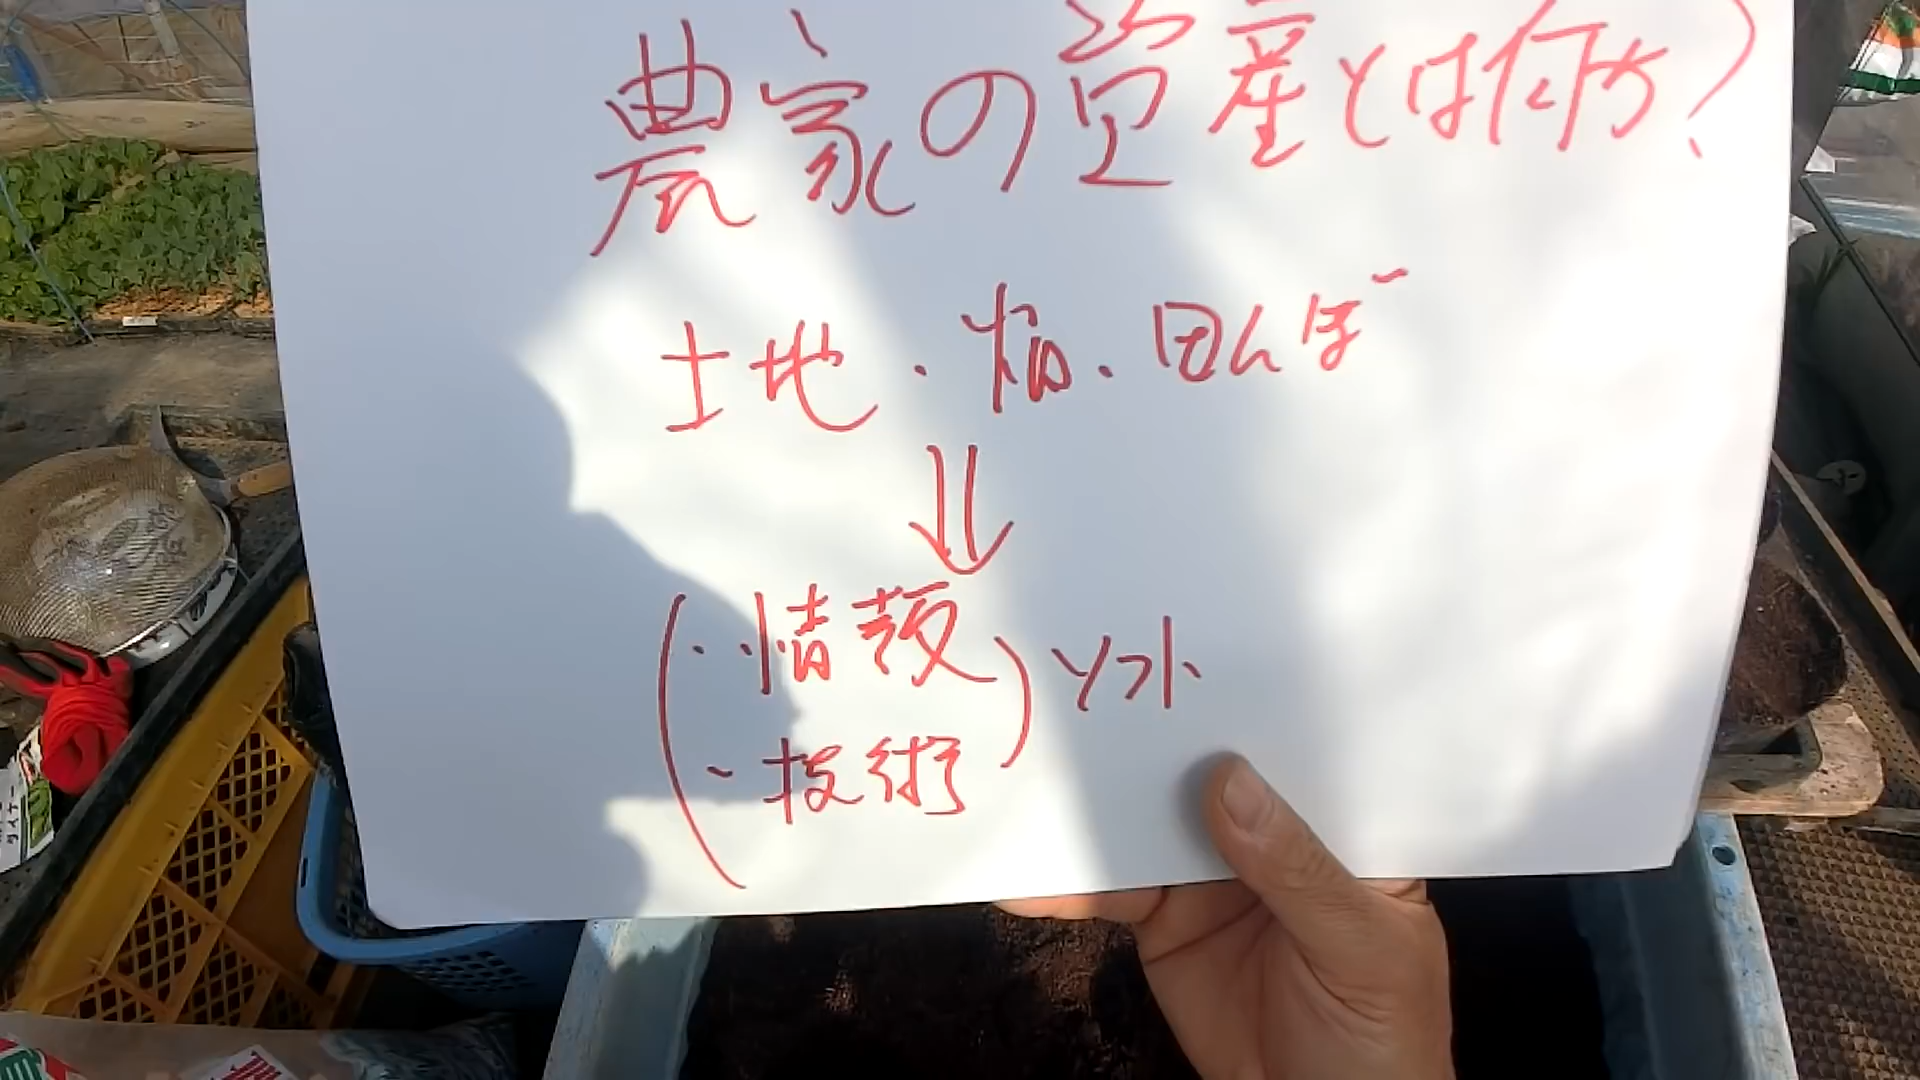 農家の資産とは何か?
土地・畑・田んぼ
⇓
(・情報
・技術) ソフト